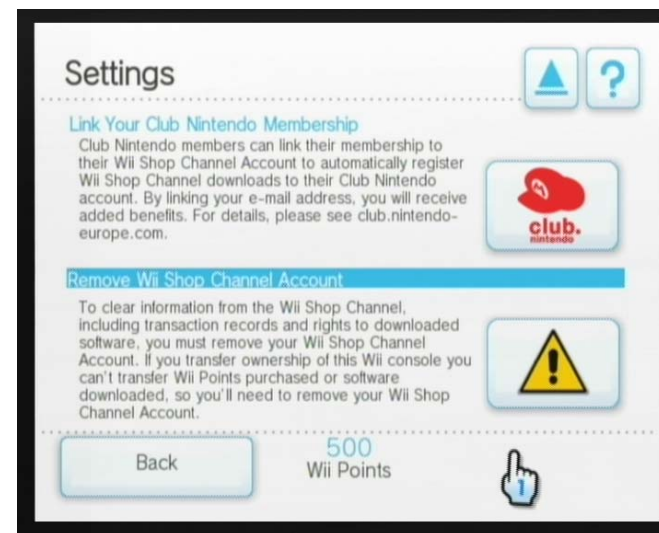 Settings
?
Link Your Club Nintendo Membership
Club Nintendo members can link their membership to
their Wii Shop Channel Account to automatically register
Wii Shop Channel downloads to their Club Nintendo
account. By linking your e-mail address, you will receive
added benefits. For details, please see club.nintendo-
europe.com.
M
club.
nintendo
Remove Wii Shop Channel Account
To clear information from the Wii Shop Channel,
including transaction records and rights to downloaded
software, you must remove your Wii Shop Channel
Account. If you transfer ownership of this Wii console you
can't transfer Wii Points purchased or software
downloaded, so you'll need to remove your Wii Shop
Channel Account.
!
Back
500
Wii Points
1